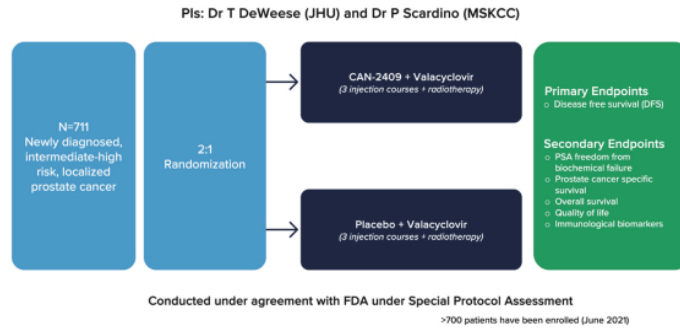 PIs: Dr T DeWeese (JHU) and Dr P Scardino (MSKCC)
N=711
Newly diagnosed,
intermediate-high
risk, localized
prostate cancer
2:1
Randomization
CAN-2409 + Valacyclovir
(3 injection courses + radiotherapy)
Placebo + Valacyclovir
(3 injection courses + radiotherapy)
Primary Endpoints
○ Disease free survival (DFS)
Secondary Endpoints
○ PSA freedom from
biochemical failure
○ Prostate cancer specific
survival
○ Overall survival
○ Quality of life
○ Immunological biomarkers
Conducted under agreement with FDA under Special Protocol Assessment
>700 patients have been enrolled (June 2021)